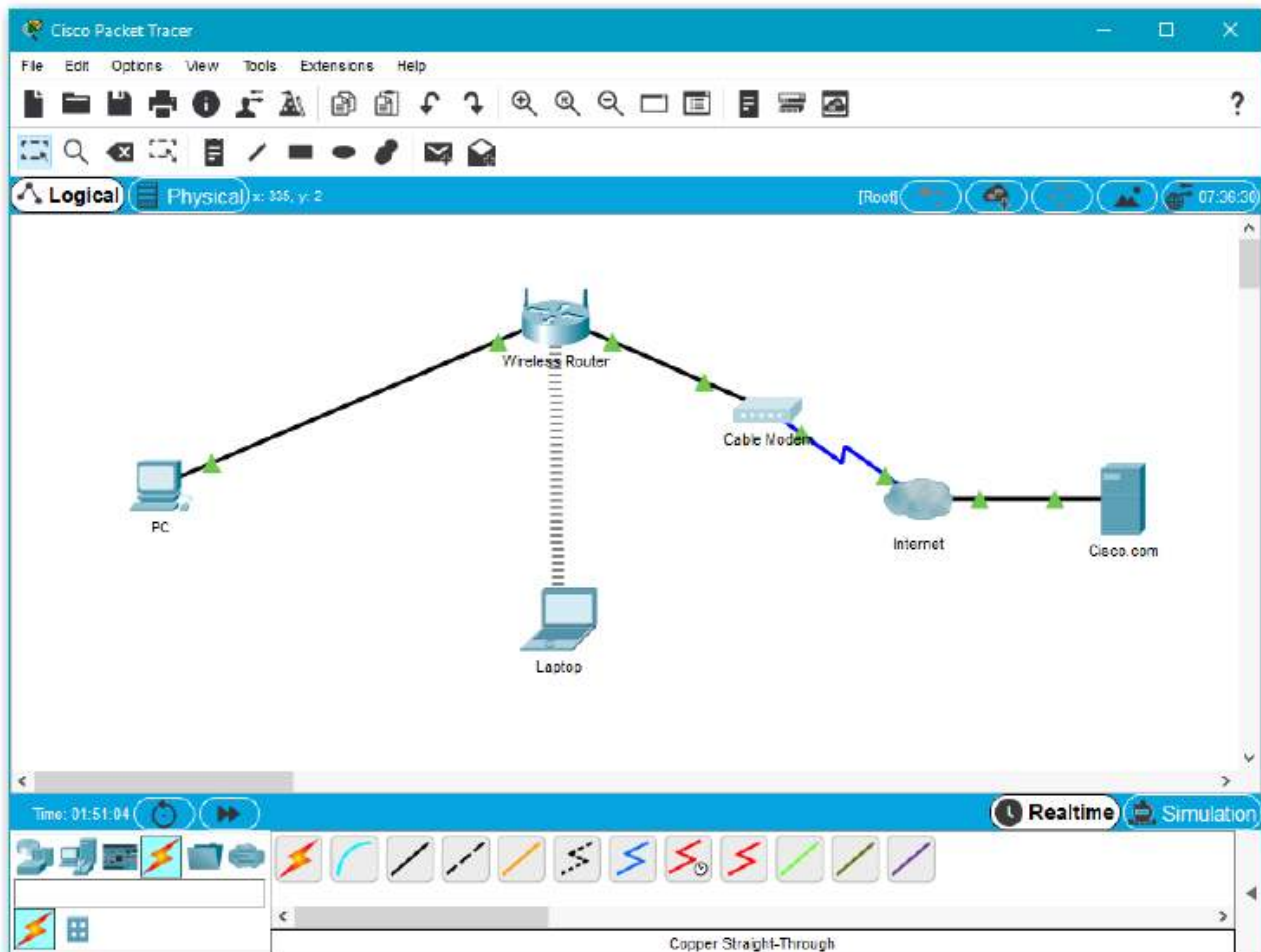 Cisco Packet Tracer
File Edit Options View Tools Extensions Help
?
Logical Physical x: 335, y: 2 [Root] 07:36:30
Wireless Router
Cable Modem
PC
Internet
Cisco.com
Laptop
Time: 01:51:04 Realtime Simulation
Copper Straight-Through